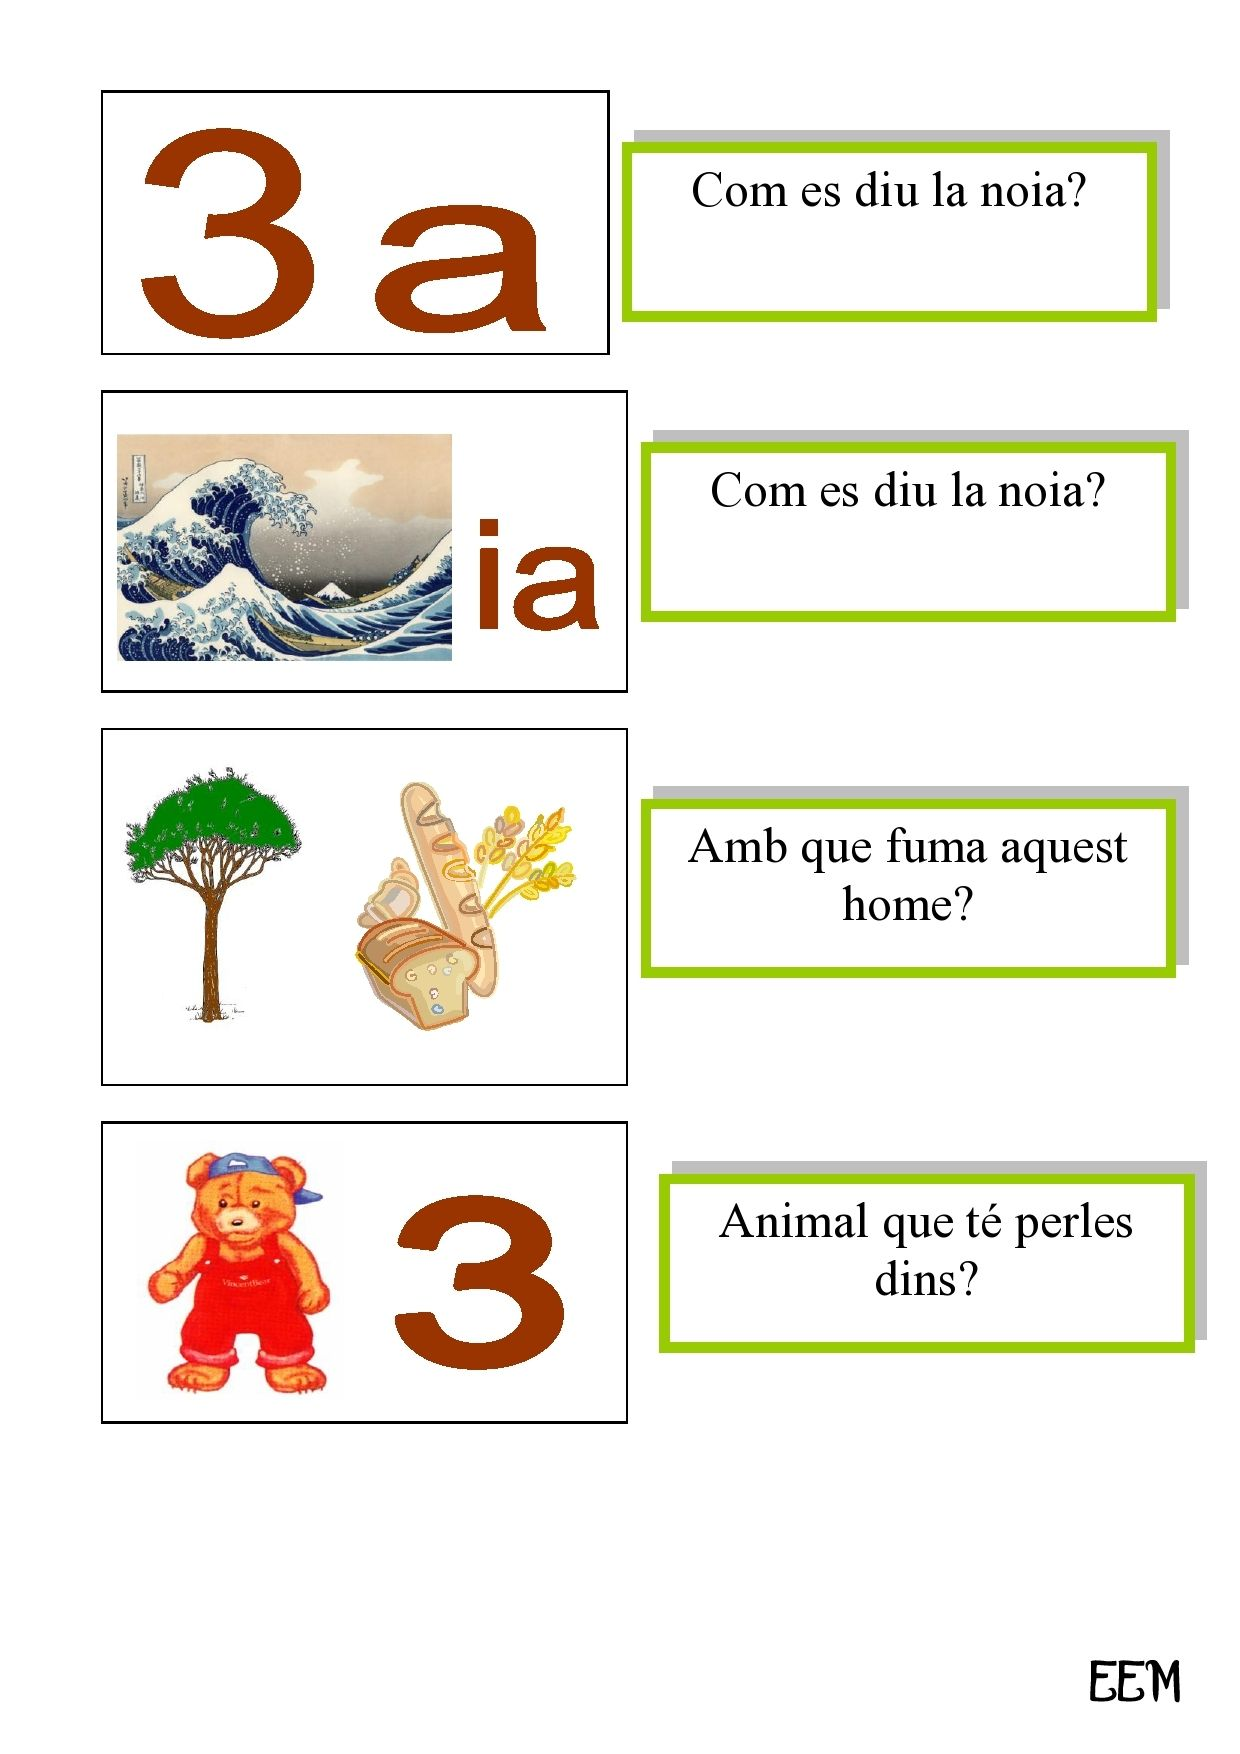 3 a
Com es diu la noia?
ia
Com es diu la noia?
Amb que fuma aquest
home?
VincentBear
3
Animal que té perles
dins?
EEM